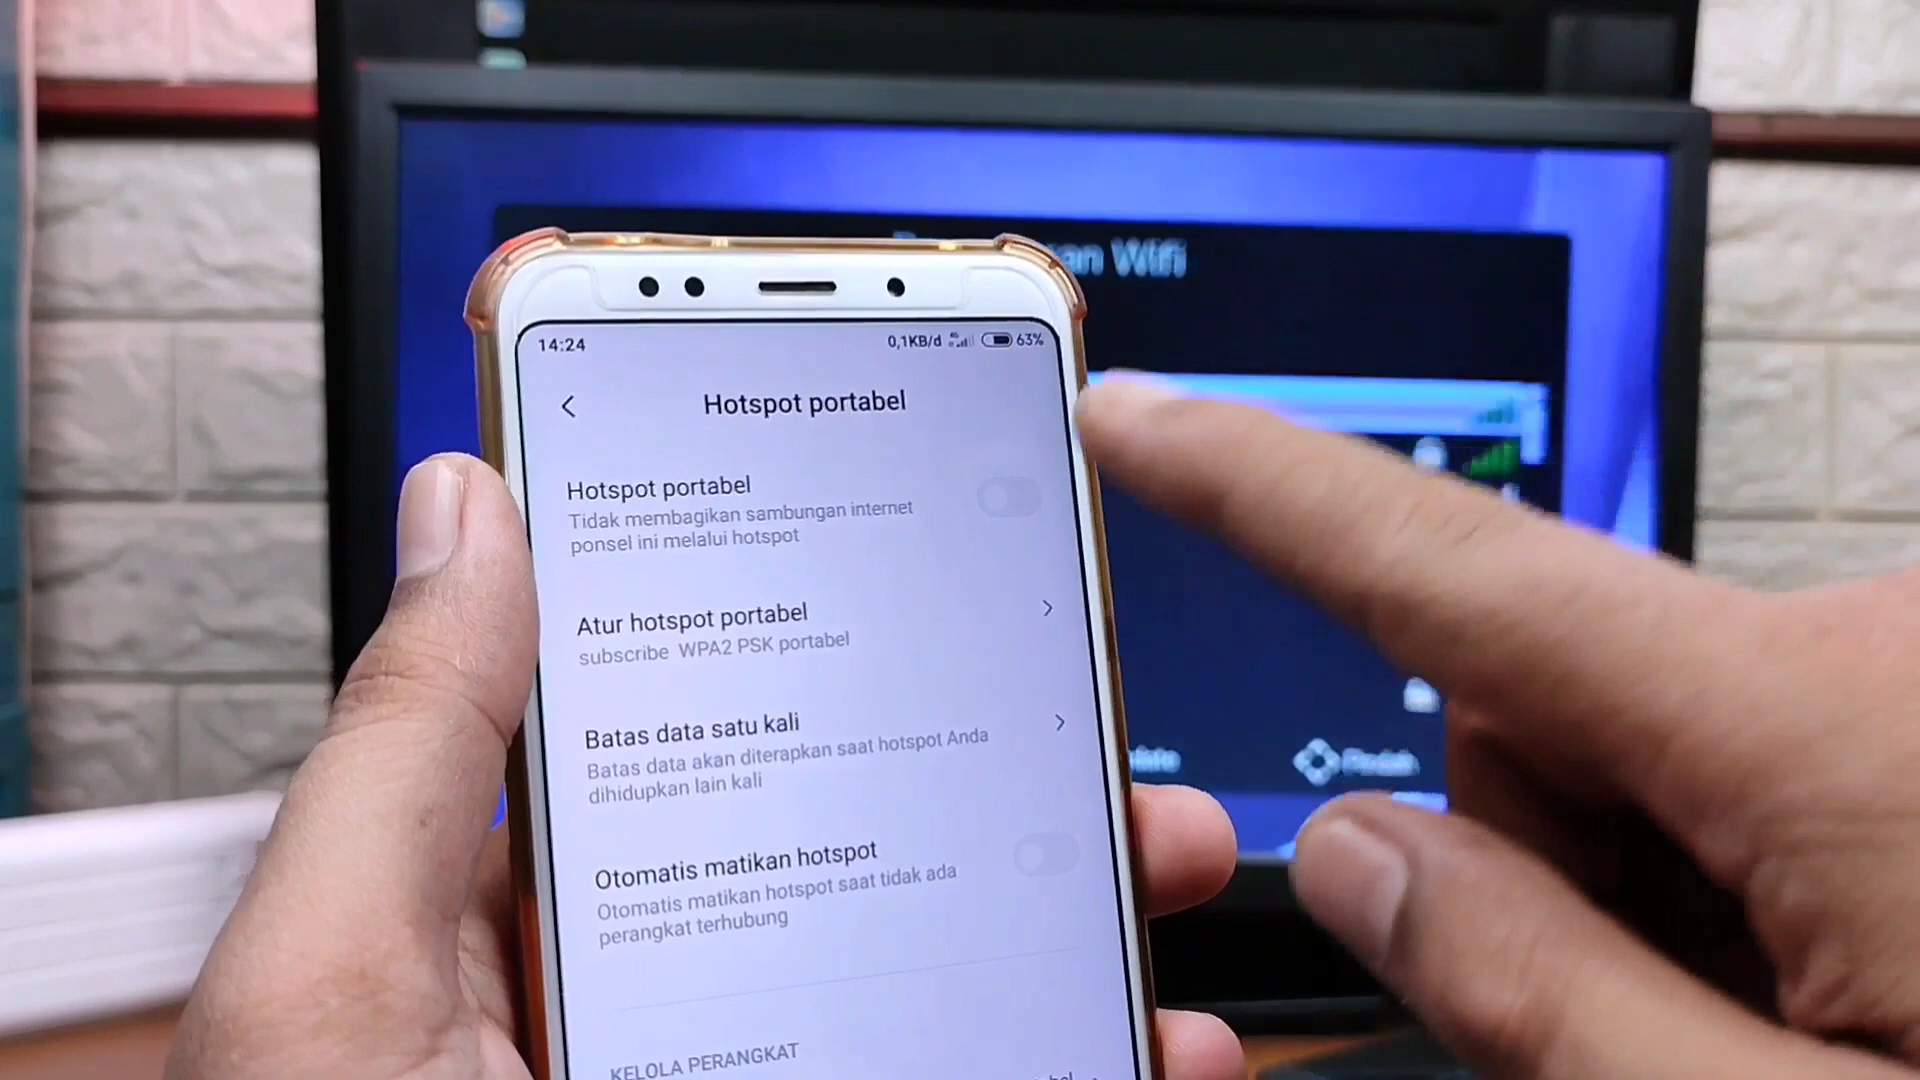 an Wifi
14:24
0,1KB/d
63%
Hotspot portabel
Hotspot portabel
Tidak membagikan sambungan internet
ponsel ini melalui hotspot
Atur hotspot portabel
subscribe WPA2 PSK portabel
Batas data satu kali
Batas data akan diterapkan saat hotspot Anda
dihidupkan lain kali
Otomatis matikan hotspot
Otomatis matikan hotspot saat tidak ada
perangkat terhubung
KELOLA PERANGKAT